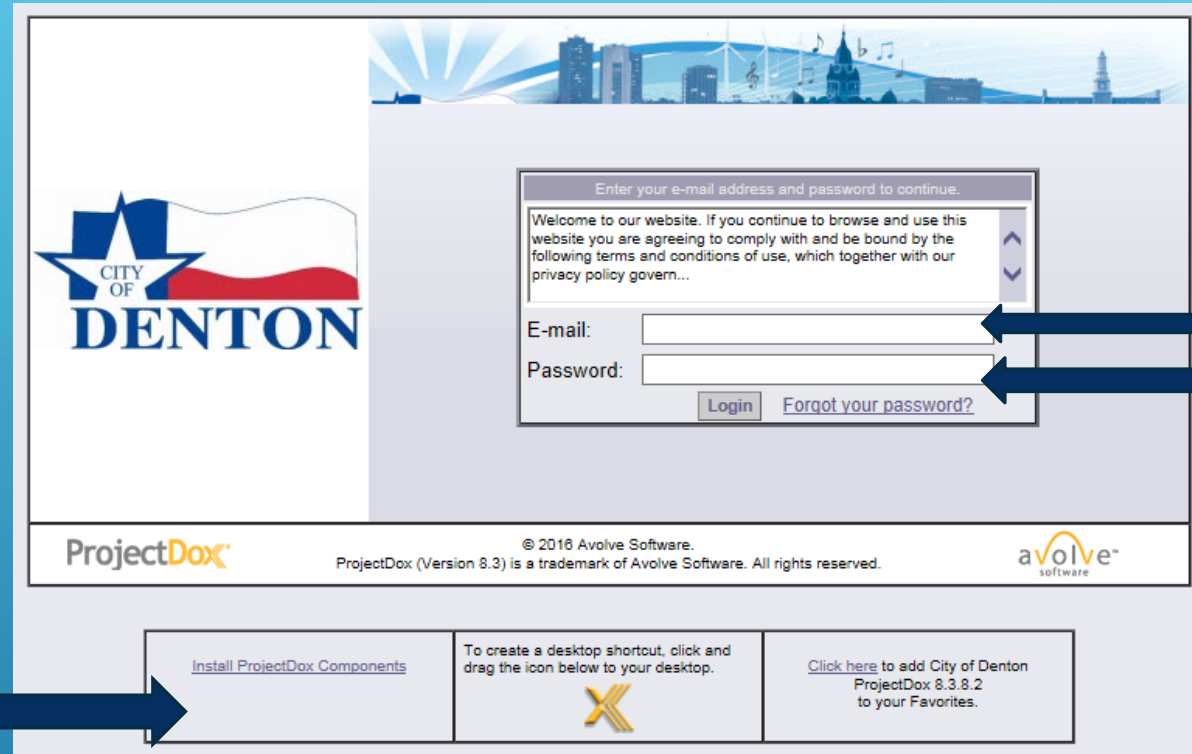 CITY
OF
DENTON
Enter your e-mail address and password to continue.
Welcome to our website. If you continue to browse and use this
website you are agreeing to comply with and be bound by the
following terms and conditions of use, which together with our
privacy policy govern...
E-mail:
Password:
Login Forgot your password?
ProjectDox
© 2016 Avolve Software.
ProjectDox (Version 8.3) is a trademark of Avolve Software. All rights reserved.
avolve™
software
Install ProjectDox Components
To create a desktop shortcut, click and
drag the icon below to your desktop.
Click here to add City of Denton
ProjectDox 8.3.8.2
to your Favorites.